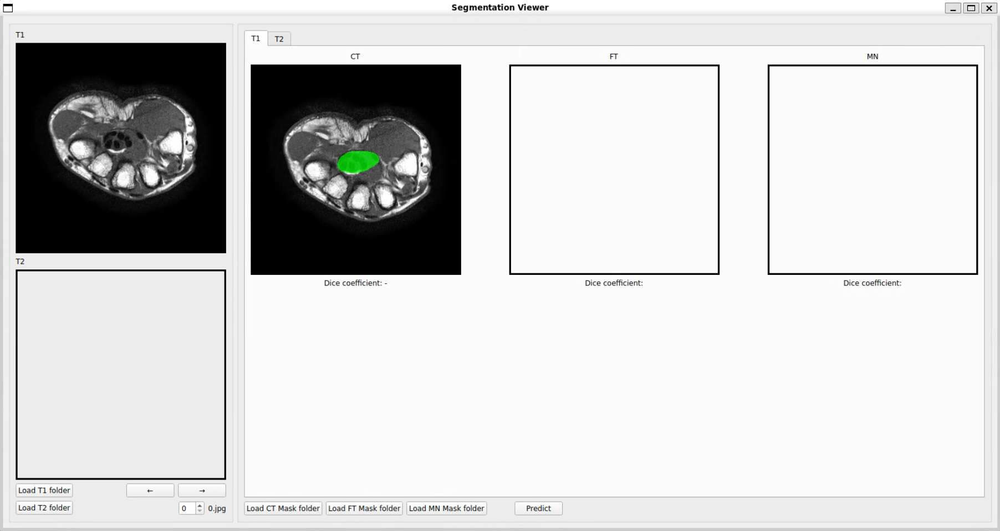 Segmentation Viewer
T1
T2
Load T1 folder
←
→
Load T2 folder
0
0.jpg
T1
T2
CT
FT
MN
Dice coefficient: -
Dice coefficient:
Dice coefficient:
Load CT Mask folder
Load FT Mask folder
Load MN Mask folder
Predict